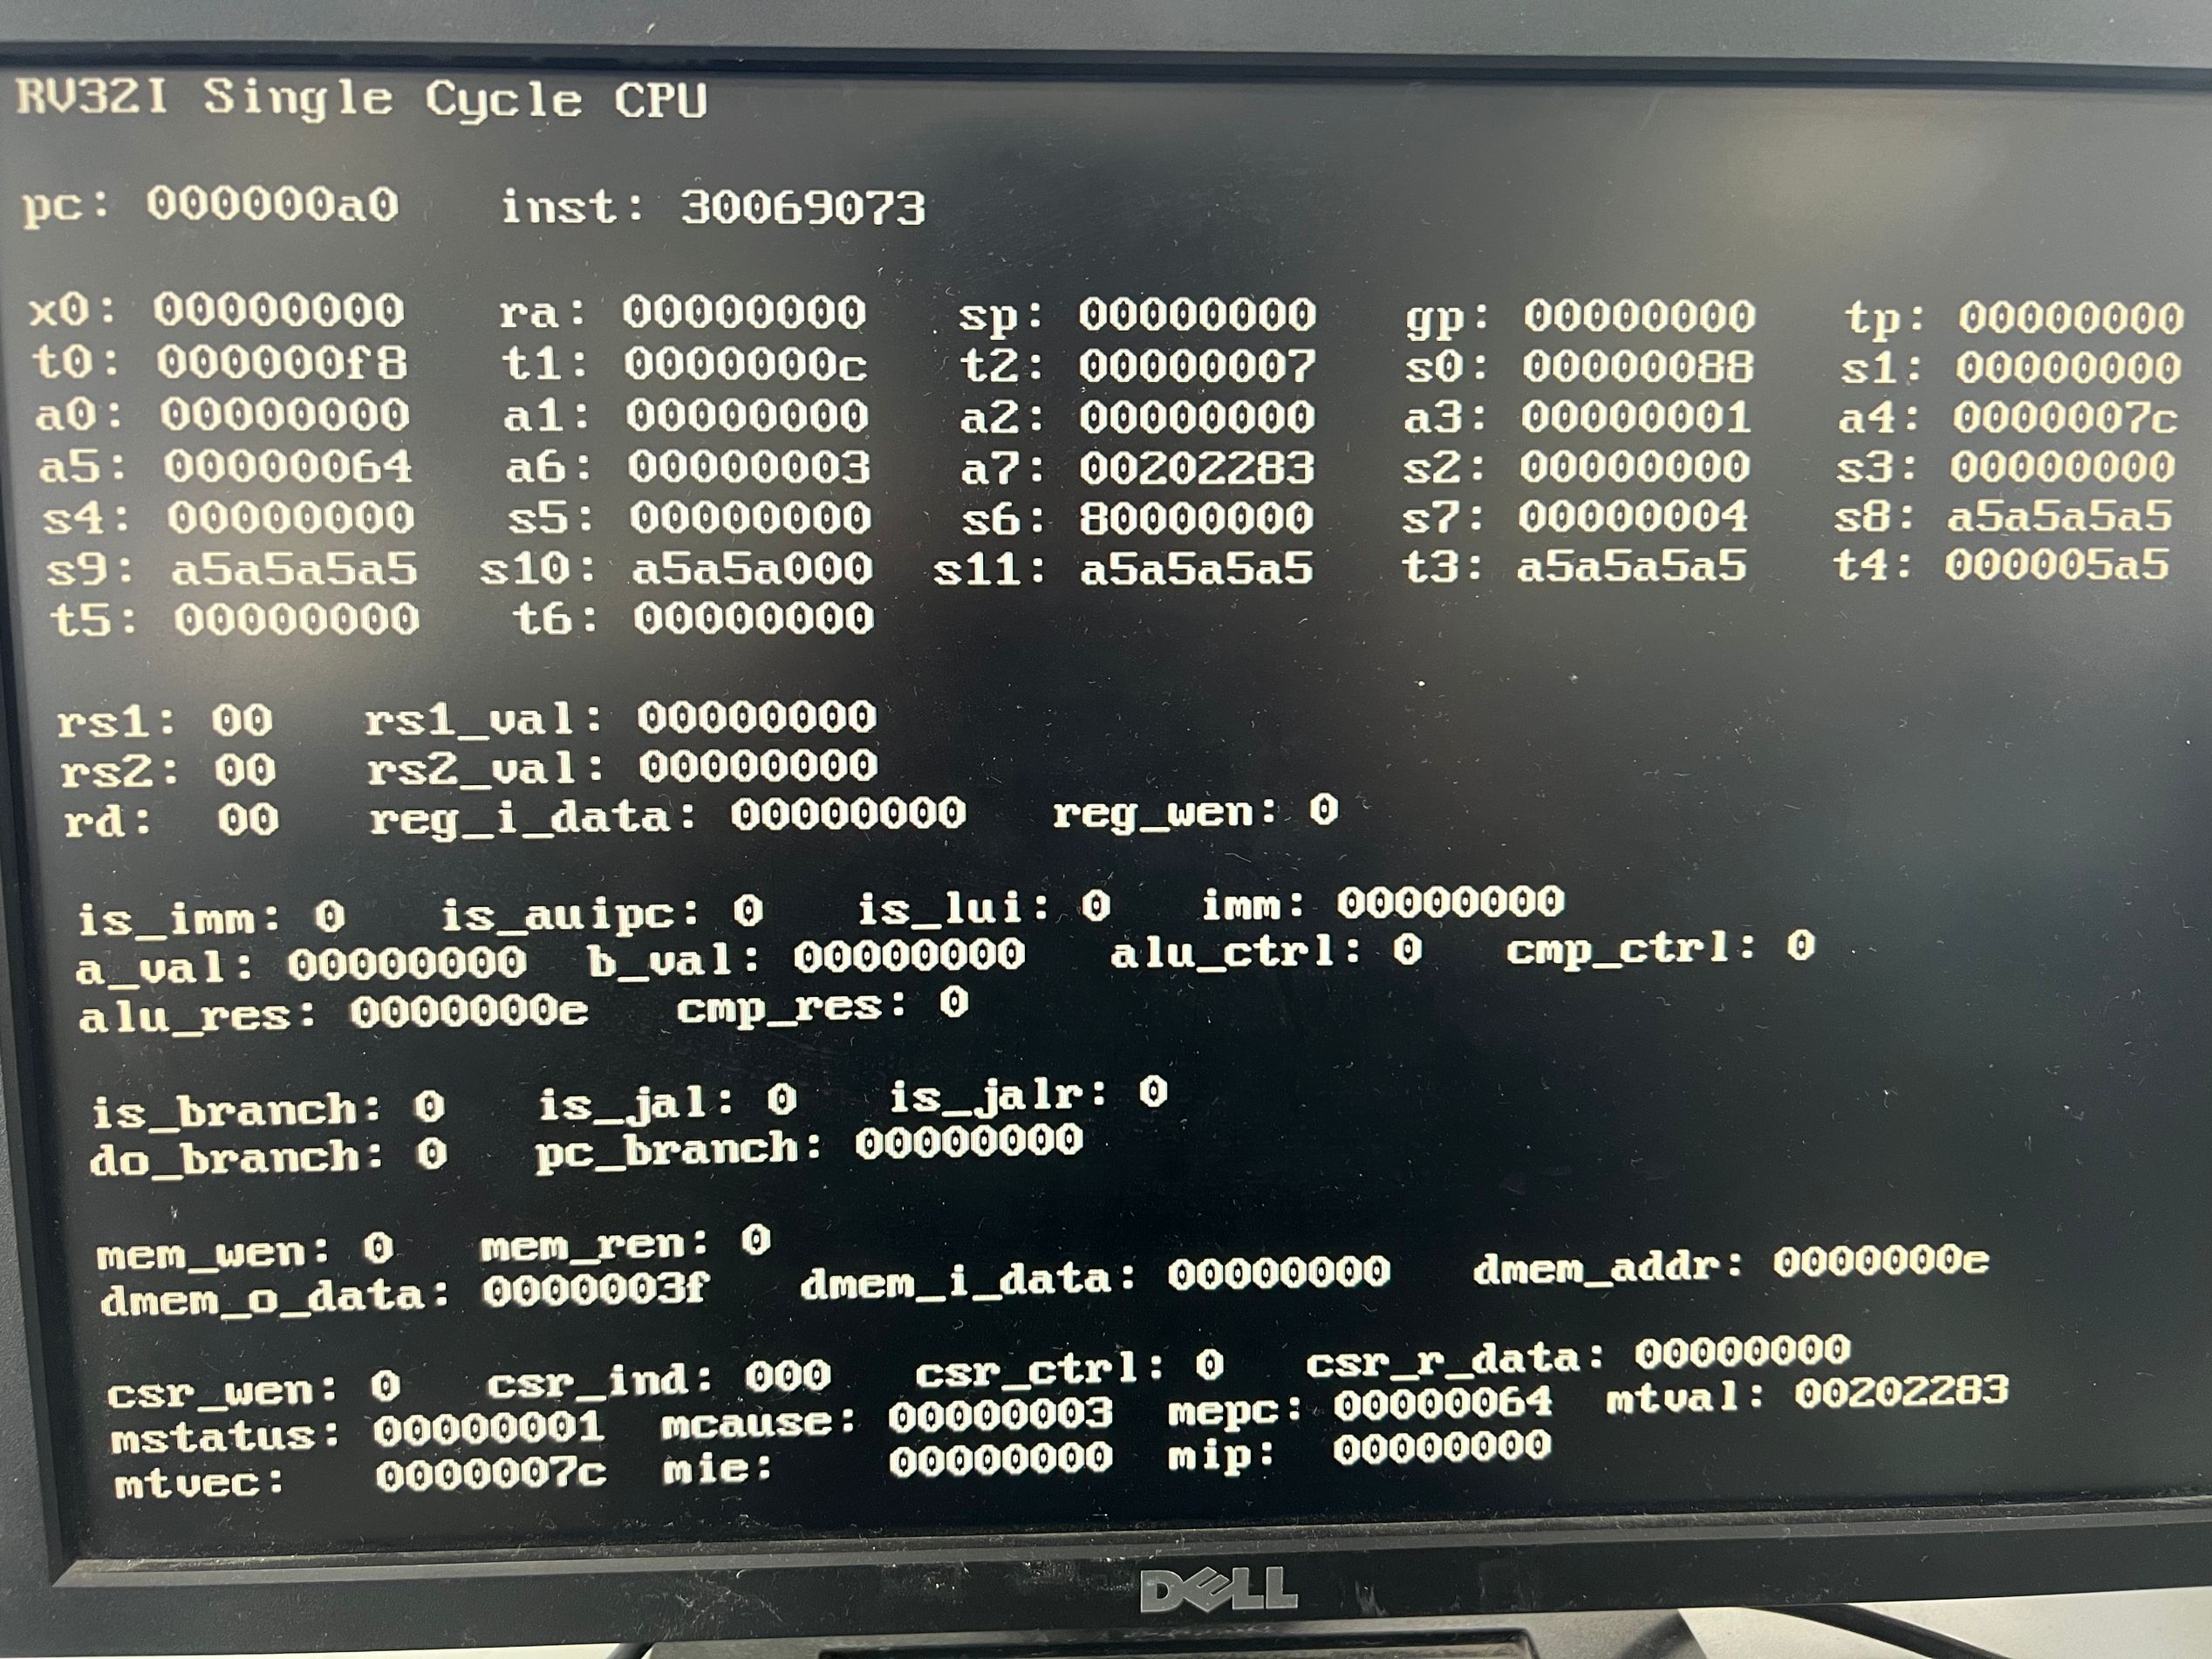 RV32I Single Cycle CPU
pc: 000000a0 inst: 30069073
x0: 00000000 ra: 00000000 sp: 00000000 gp: 00000000 tp: 00000000
t0: 000000f8 t1: 0000000c t2: 00000007 s0: 00000088 s1: 00000000
a0: 00000000 a1: 00000000 a2: 00000000 a3: 00000001 a4: 0000007c
a5: 00000064 a6: 00000003 a7: 00202283 s2: 00000000 s3: 00000000
s4: 00000000 s5: 00000000 s6: 80000000 s7: 00000004 s8: a5a5a5a5
s9: a5a5a5a5 s10: a5a5a000 s11: a5a5a5a5 t3: a5a5a5a5 t4: 000005a5
t5: 00000000 t6: 00000000
rs1: 00 rs1_val: 00000000
rs2: 00 rs2_val: 00000000
rd: 00 reg_i_data: 00000000 reg_wen: 0
is_imm: 0 is_auipc: 0 is_lui: 0 imm: 00000000
a_val: 00000000 b_val: 00000000 alu_ctrl: 0 cmp_ctrl: 0
alu_res: 0000000e cmp_res: 0
is_branch: 0 is_jal: 0 is_jalr: 0
do_branch: 0 pc_branch: 00000000
mem_wen: 0 mem_ren: 0
dmem_o_data: 0000003f dmem_i_data: 00000000 dmem_addr: 0000000e
csr_wen: 0 csr_ind: 000 csr_ctrl: 0 csr_r_data: 00000000
mstatus: 00000001 mcause: 00000003 mepc: 00000064 mtval: 00202283
mtvec: 0000007c mie: 00000000 mip: 00000000
DELL